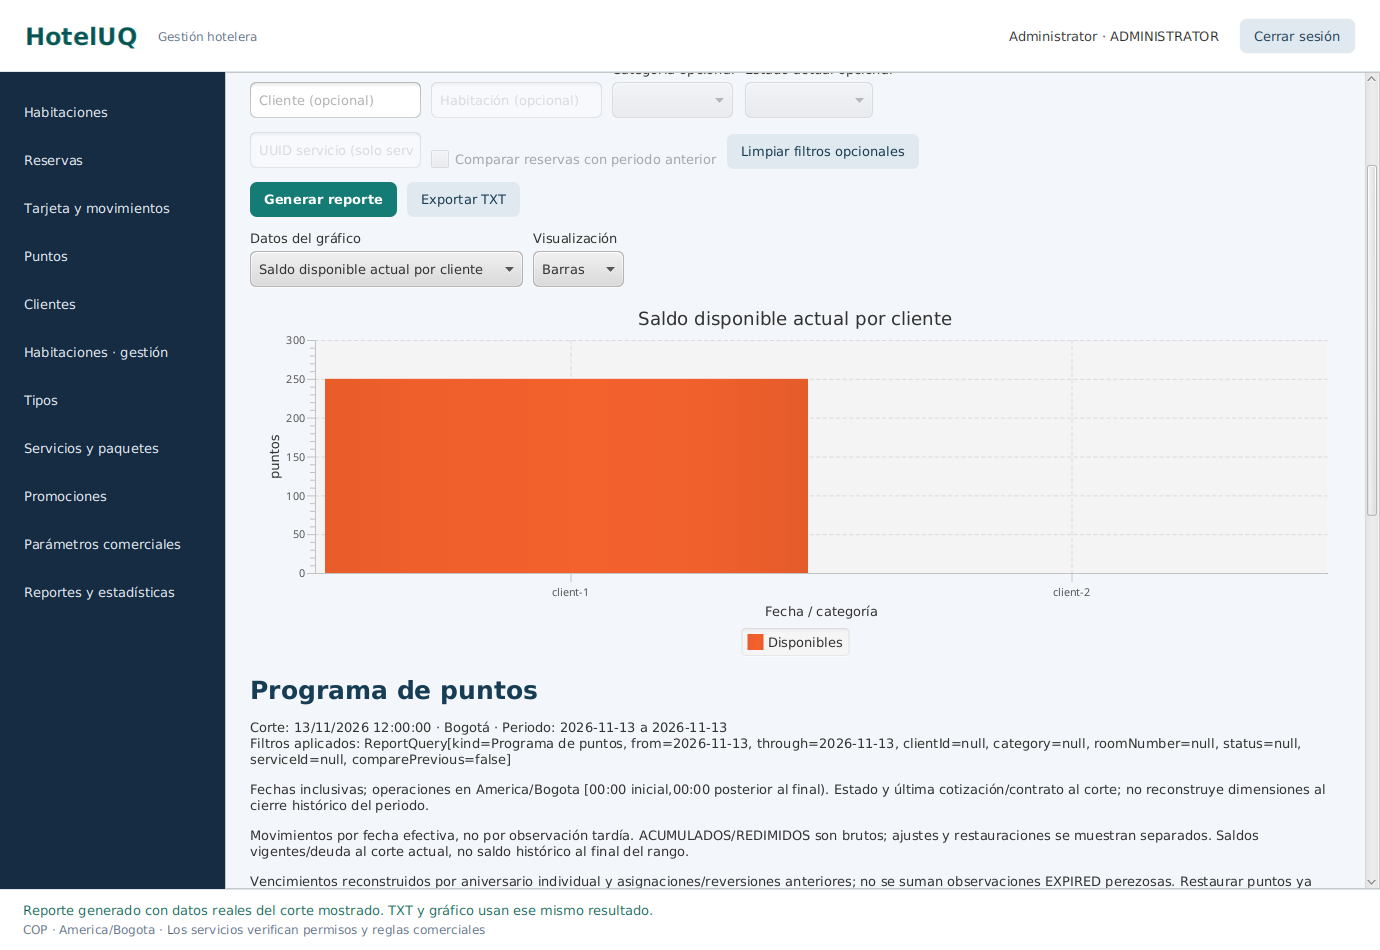 HotelUQ
Gestión hotelera
Administrator · ADMINISTRATOR
Cerrar sesión
Habitaciones
Reservas
Tarjeta y movimientos
Puntos
Clientes
Habitaciones · gestión
Tipos
Servicios y paquetes
Promociones
Parámetros comerciales
Reportes y estadísticas
Categoría opcional
Estado actual opcional
Cliente (opcional)
Habitación (opcional)
UUID servicio (solo serv
Comparar reservas con periodo anterior
Limpiar filtros opcionales
Generar reporte
Exportar TXT
Datos del gráfico
Visualización
Saldo disponible actual por cliente
Barras
Saldo disponible actual por cliente
300
250
200
150
100
50
0
puntos
client-1
client-2
Fecha / categoría
Disponibles
Programa de puntos
Corte: 13/11/2026 12:00:00 · Bogotá · Periodo: 2026-11-13 a 2026-11-13
Filtros aplicados: ReportQuery[kind=Programa de puntos, from=2026-11-13, through=2026-11-13, clientId=null, category=null, roomNumber=null, status=null,
serviceId=null, comparePrevious=false]
Fechas inclusivas; operaciones en America/Bogota [00:00 inicial,00:00 posterior al final). Estado y última cotización/contrato al corte; no reconstruye dimensiones al
cierre histórico del periodo.
Movimientos por fecha efectiva, no por observación tardía. ACUMULADOS/REDIMIDOS son brutos; ajustes y restauraciones se muestran separados. Saldos
vigentes/deuda al corte actual, no saldo histórico al final del rango.
Vencimientos reconstruidos por aniversario individual y asignaciones/reversiones anteriores; no se suman observaciones EXPIRED perezosas. Restaurar puntos ya
Reporte generado con datos reales del corte mostrado. TXT y gráfico usan ese mismo resultado.
COP · America/Bogota · Los servicios verifican permisos y reglas comerciales